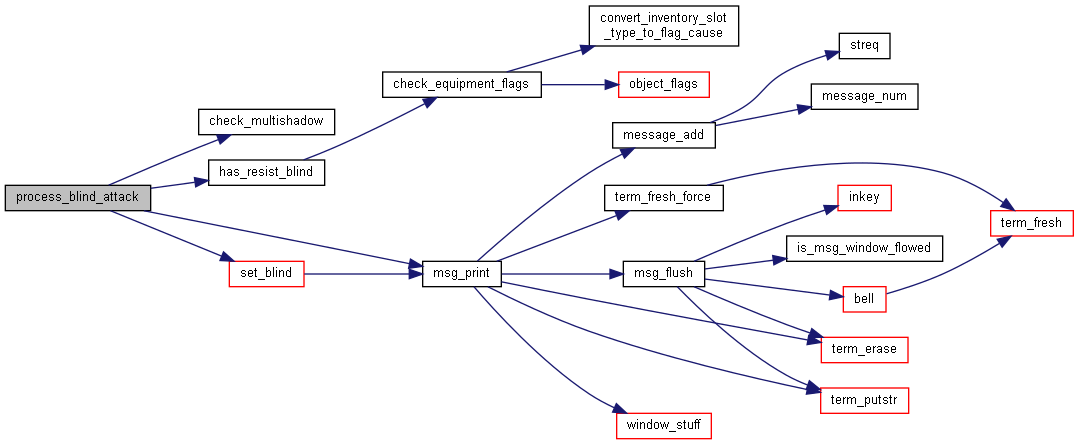 convert_inventory_slot
_type_to_flag_cause
streq
check_equipment_flags
object_flags
message_num
check_multishadow
message_add
has_resist_blind
process_blind_attack
term_fresh_force
inkey
term_fresh
is_msg_window_flowed
set_blind
msg_print
msg_flush
bell
term_erase
term_putstr
window_stuff